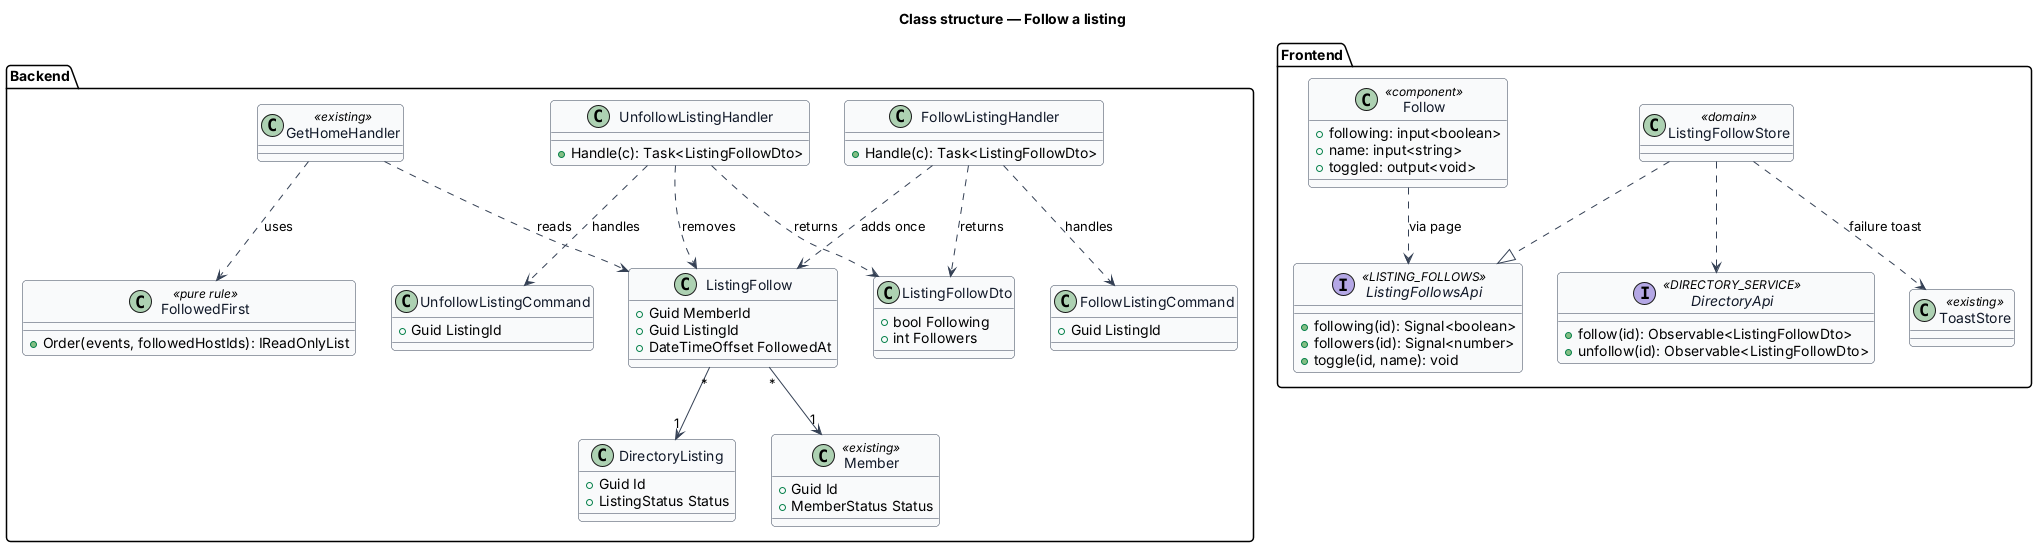 Class structure — Follow a listing
Backend
«existing»
GetHomeHandler
UnfollowListingHandler
Handle(c): Task<ListingFollowDto>
FollowListingHandler
Handle(c): Task<ListingFollowDto>
uses
reads
handles
removes
returns
adds once
returns
handles
«pure rule»
FollowedFirst
Order(events, followedHostIds): IReadOnlyList
UnfollowListingCommand
Guid ListingId
ListingFollow
Guid MemberId
Guid ListingId
DateTimeOffset FollowedAt
ListingFollowDto
bool Following
int Followers
FollowListingCommand
Guid ListingId
*
*
1
1
DirectoryListing
Guid Id
ListingStatus Status
«existing»
Member
Guid Id
MemberStatus Status
Frontend
«component»
Follow
following: input<boolean>
name: input<string>
toggled: output<void>
«domain»
ListingFollowStore
via page
failure toast
«LISTING_FOLLOWS»
ListingFollowsApi
following(id): Signal<boolean>
followers(id): Signal<number>
toggle(id, name): void
«DIRECTORY_SERVICE»
DirectoryApi
follow(id): Observable<ListingFollowDto>
unfollow(id): Observable<ListingFollowDto>
«existing»
ToastStore